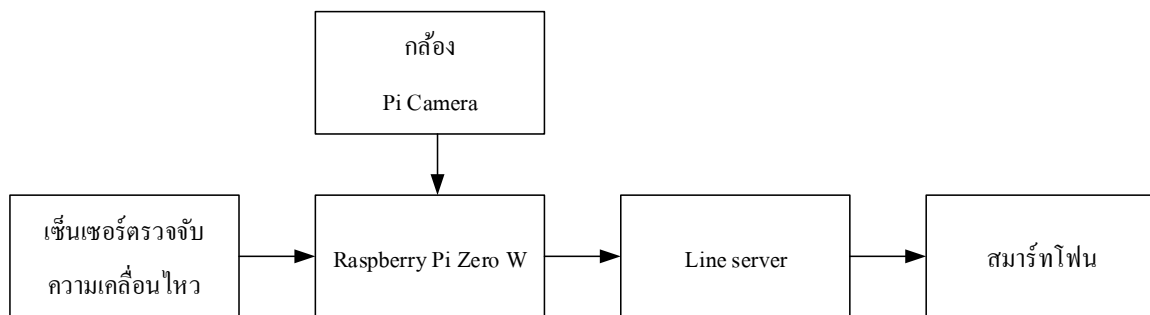 กล้อง
Pi Camera
เซ็นเซอร์ตรวจจับ
ความเคลื่อนไหว
Raspberry Pi Zero W
Line server
สมาร์ทโฟน